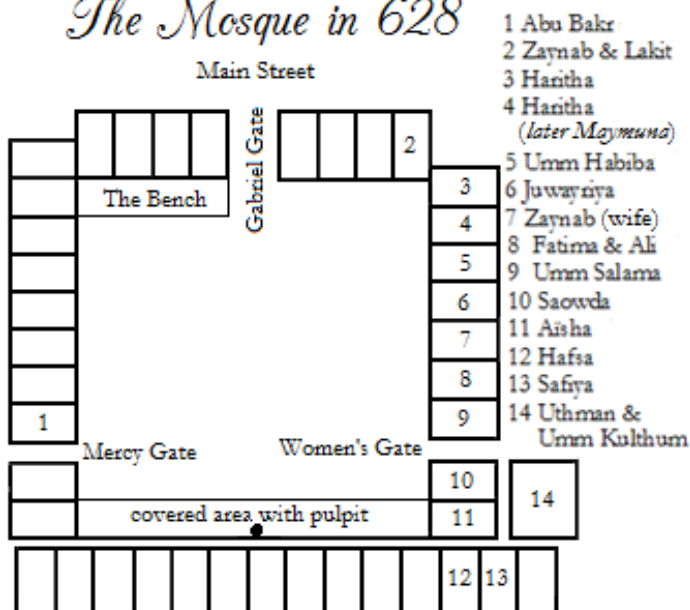 The Mosque in 628
Main Street
Gabriel Gate
The Bench
2
3
4
5
6
7
8
9
1
Mercy Gate
Women's Gate
10
covered area with pulpit
11
14
12 13
1 Abu Bakr
2 Zaynab & Lakit
3 Haritha
4 Haritha
(later Maymuna)
5 Umm Habiba
6 Juwayriya
7 Zaynab (wife)
8 Fatima & Ali
9 Umm Salama
10 Saowda
11 Aïsha
12 Hafsa
13 Safiya
14 Uthman &
Umm Kulthum